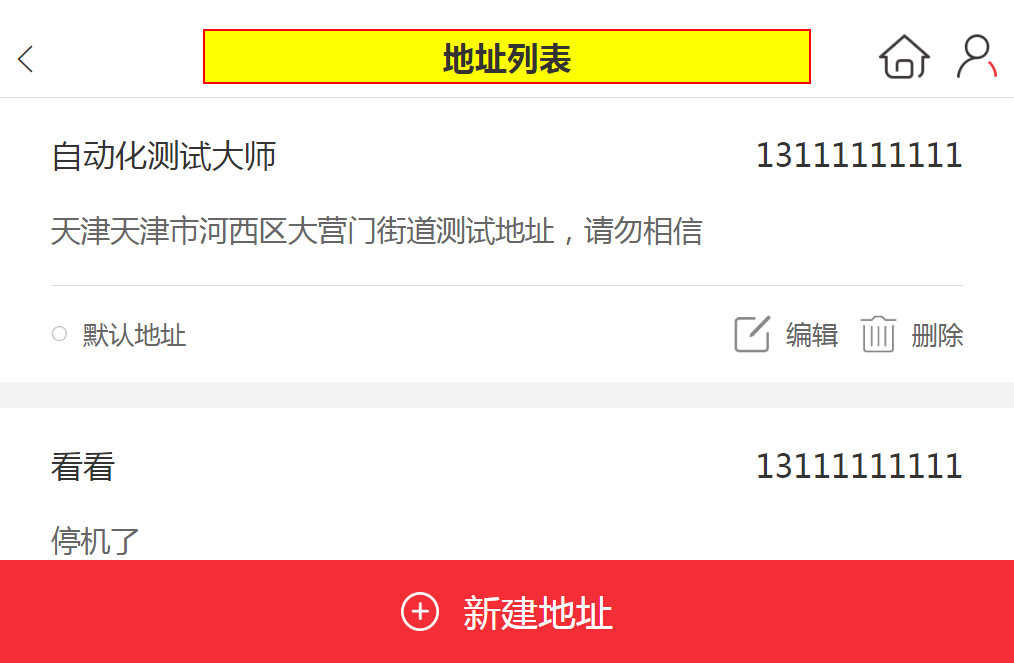 地址列表
自动化测试大师 13111111111
天津天津市河西区大营门街道测试地址，请勿相信
默认地址 编辑 删除
看看 13111111111
停机了
新建地址